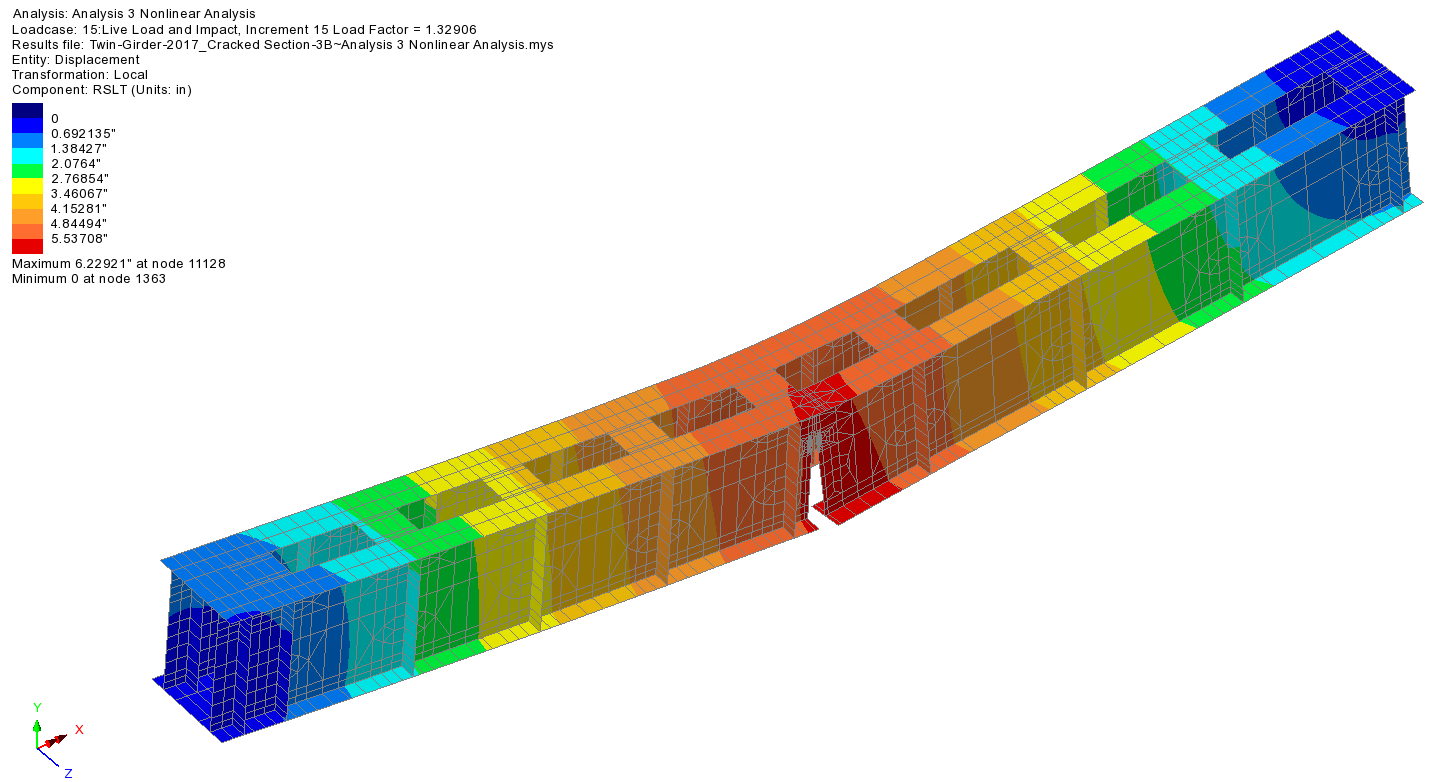 Analysis: Analysis 3 Nonlinear Analysis
Loadcase: 15:Live Load and Impact, Increment 15 Load Factor = 1.32906
Results file: Twin-Girder-2017_Cracked Section-3B~Analysis 3 Nonlinear Analysis.mys
Entity: Displacement
Transformation: Local
Component: RSLT (Units: in)
0
0.692135"
1.38427"
2.0764"
2.76854"
3.46067"
4.15281"
4.84494"
5.53708"
Maximum 6.22921" at node 11128
Minimum 0 at node 1363
Y
X
Z